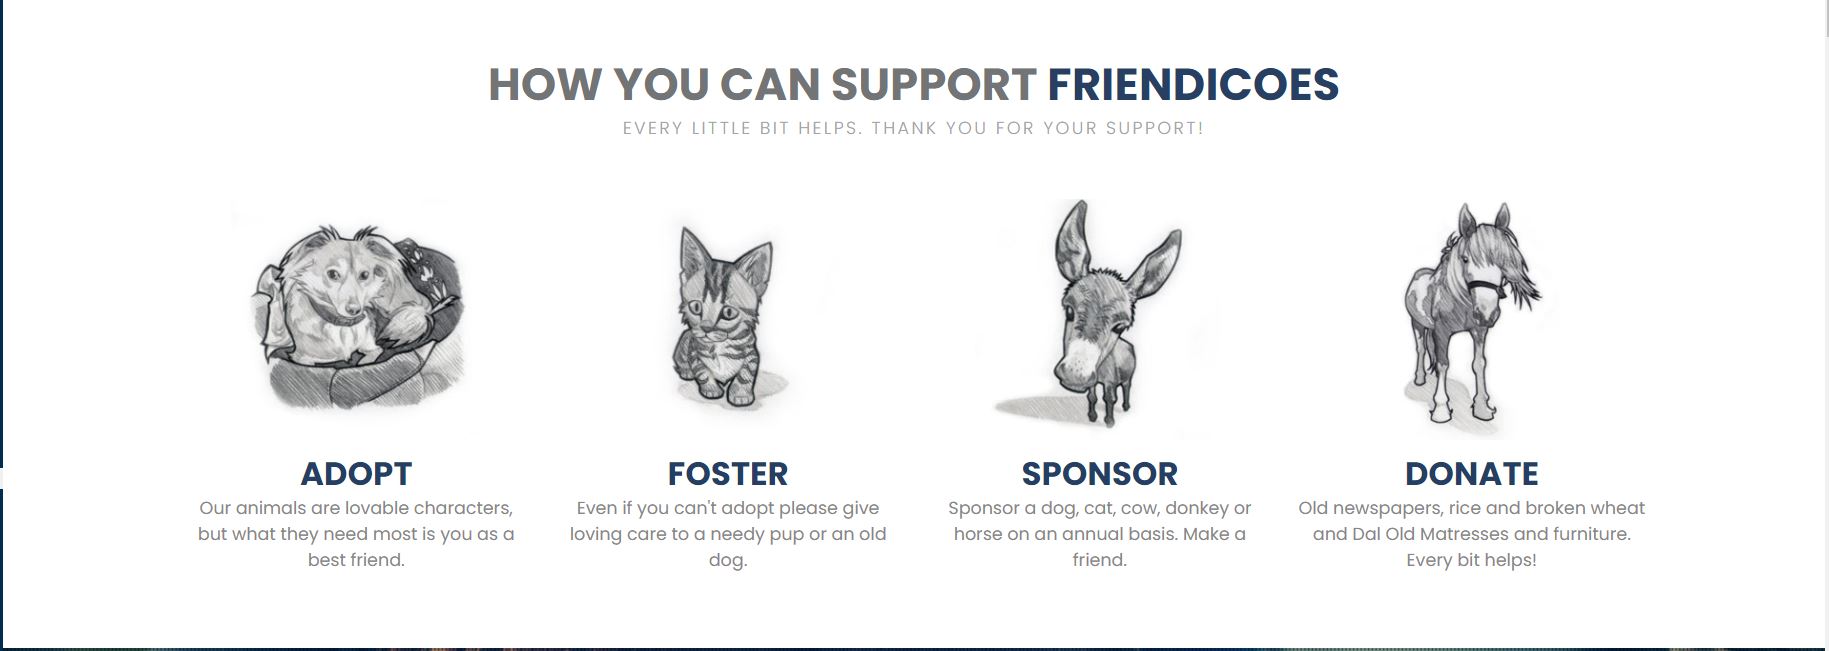 HOW YOU CAN SUPPORT FRIENDICOES
EVERY LITTLE BIT HELPS. THANK YOU FOR YOUR SUPPORT!
ADOPT
Our animals are lovable characters,
but what they need most is you as a
best friend.
FOSTER
Even if you can't adopt please give
loving care to a needy pup or an old
dog.
SPONSOR
Sponsor a dog, cat, cow, donkey or
horse on an annual basis. Make a
friend.
DONATE
Old newspapers, rice and broken wheat
and Dal Old Matresses and furniture.
Every bit helps!